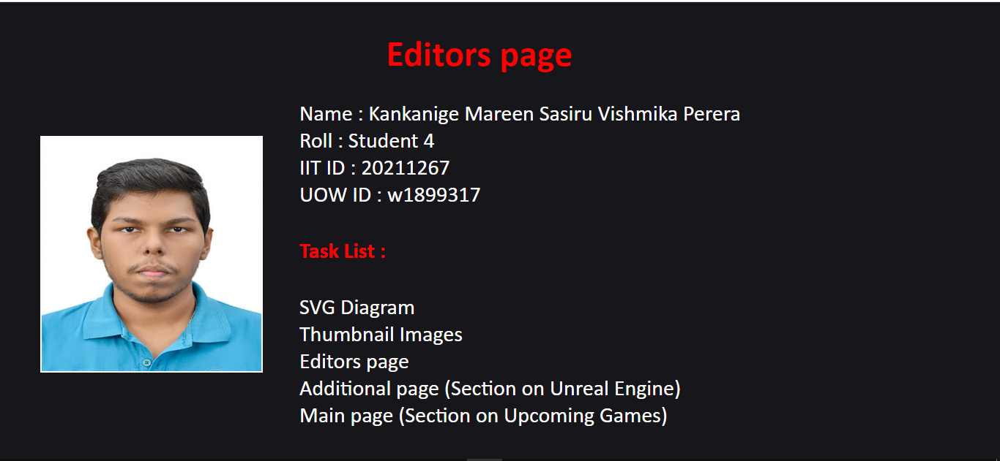 Editors page
Name : Kankanige Mareen Sasiru Vishmika Perera
Roll : Student 4
IIT ID : 20211267
UOW ID : w1899317
Task List :
SVG Diagram
Thumbnail Images
Editors page
Additional page (Section on Unreal Engine)
Main page (Section on Upcoming Games)